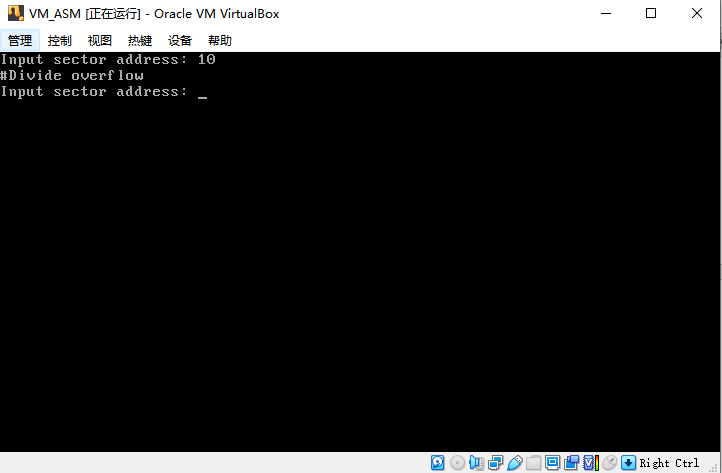 VM_ASM [正在运行] - Oracle VM VirtualBox
管理 控制 视图 热键 设备 帮助
Input sector address: 10
#Divide overflow
Input sector address: _
Right Ctrl